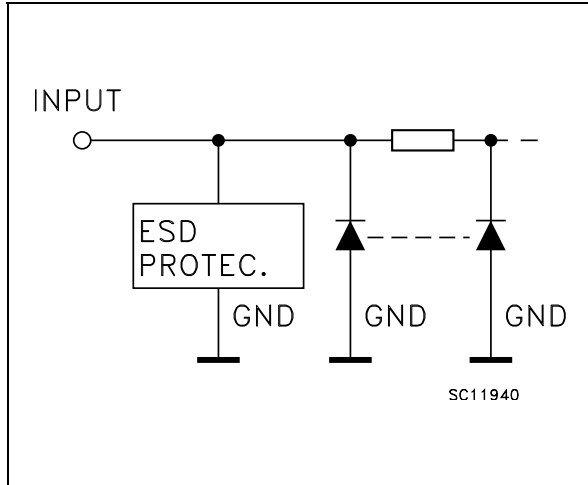 INPUT
ESD
PROTEC.
GND
GND
GND
SC11940